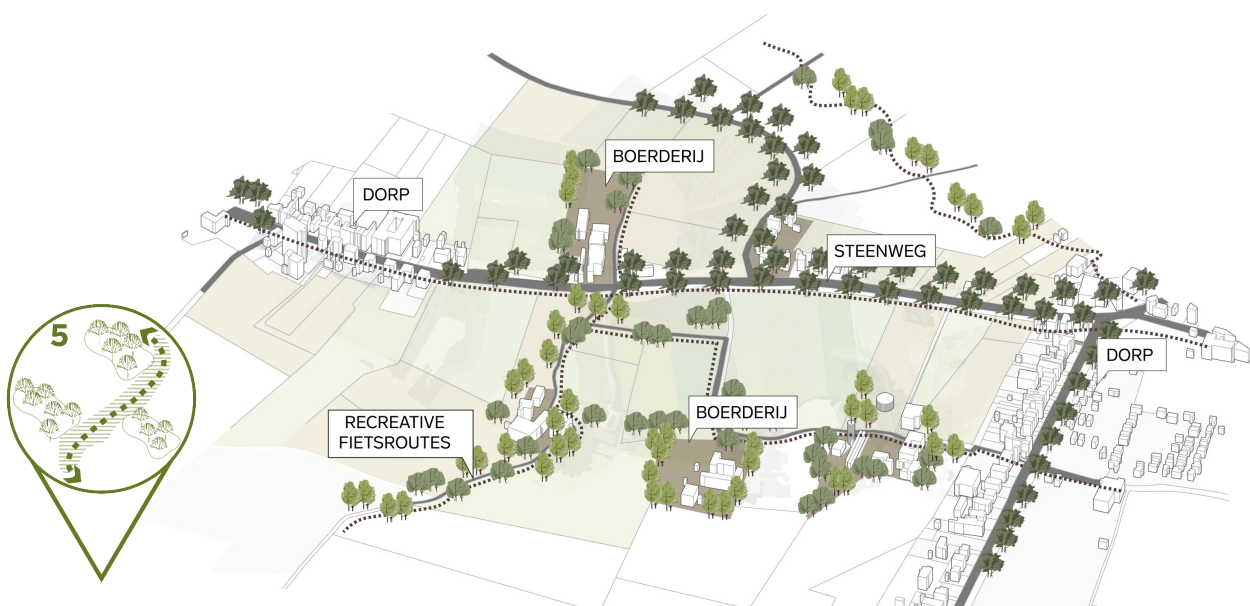 BOERDERIJ
DORP
STEENWEG
5
DORP
BOERDERIJ
RECREATIVE
FIETSROUTES